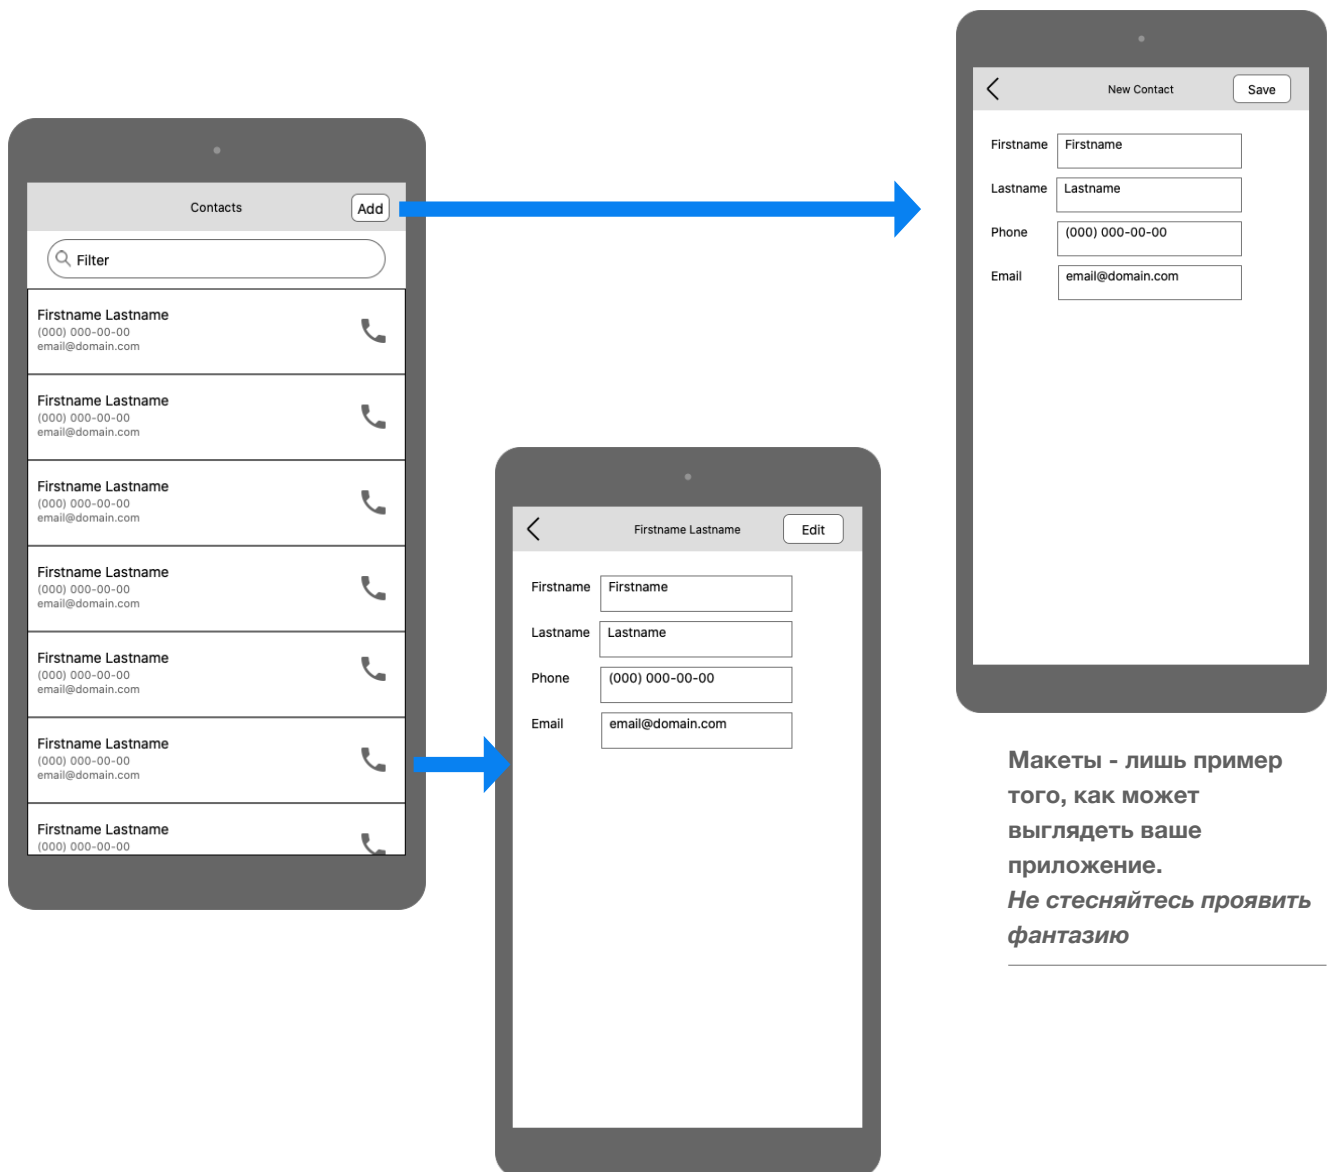 Contacts
Add
Filter
Firstname Lastname
(000) 000-00-00
email@domain.com
Firstname Lastname
(000) 000-00-00
email@domain.com
Firstname Lastname
(000) 000-00-00
email@domain.com
Firstname Lastname
(000) 000-00-00
email@domain.com
Firstname Lastname
(000) 000-00-00
email@domain.com
Firstname Lastname
(000) 000-00-00
email@domain.com
Firstname Lastname
(000) 000-00-00
Firstname Lastname
Edit
Firstname Firstname
Lastname Lastname
Phone (000) 000-00-00
Email email@domain.com
New Contact
Save
Firstname Firstname
Lastname Lastname
Phone (000) 000-00-00
Email email@domain.com
Макеты - лишь пример
того, как может
выглядеть ваше
приложение.
Не стесняйтесь проявить
фантазию